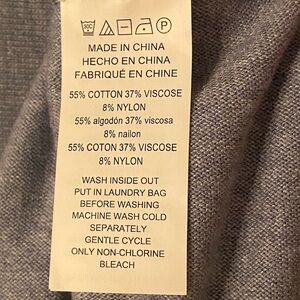 30C P
MADE IN CHINA
HECHO EN CHINA
FABRIQUÉ EN CHINE
55% COTTON 37% VISCOSE
8% NYLON
55% algodón 37% viscosa
8% nailon
55% COTON 37% VISCOSE
8% NYLON
WASH INSIDE OUT
PUT IN LAUNDRY BAG
BEFORE WASHING
MACHINE WASH COLD
SEPARATELY
GENTLE CYCLE
ONLY NON-CHLORINE
BLEACH